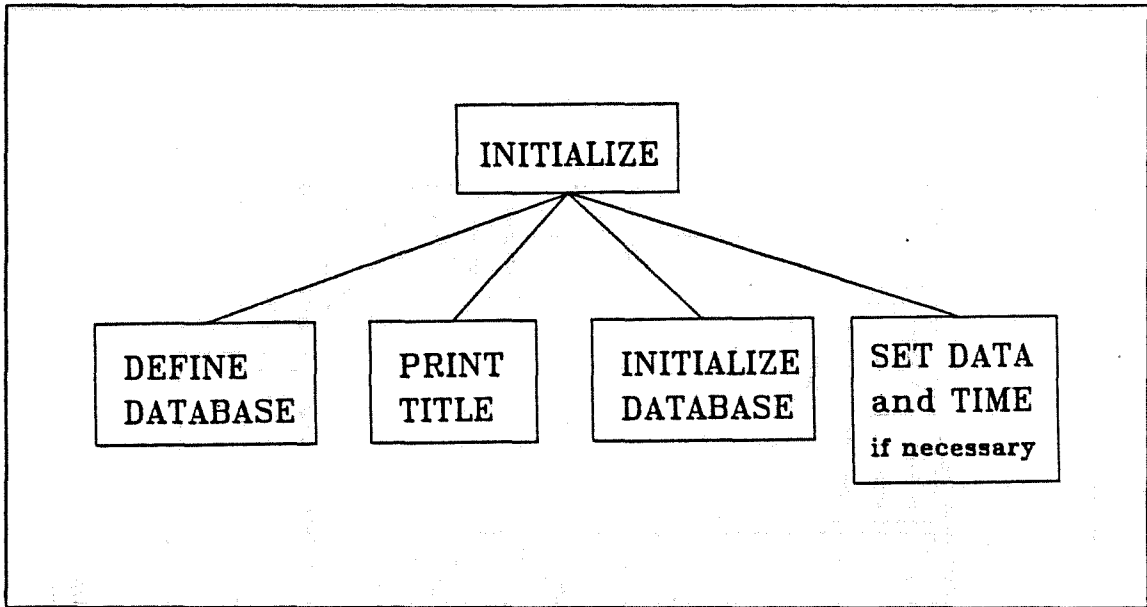 INITIALIZE
DEFINE
DATABASE
PRINT
TITLE
INITIALIZE
DATABASE
SET DATA
and TIME
if necessary